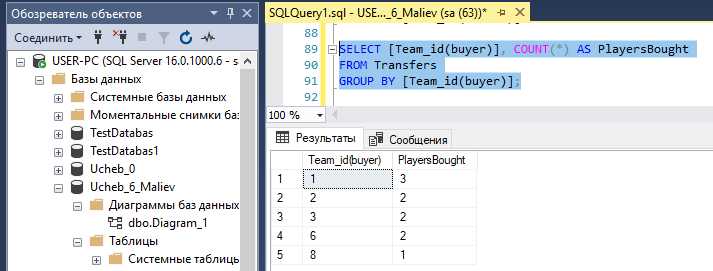 Обозреватель объектов
Соединить
USER-PC (SQL Server 16.0.1000.6 - s
Базы данных
Системные базы данных
Моментальные снимки баз
TestDatabas
TestDatabas1
Ucheb_0
Ucheb_6_Maliev
Диаграммы баз данных
dbo.Diagram_1
Таблицы
Системные таблицы
SQLQuery1.sql - USE..._6_Maliev (sa (63))*
88
89 SELECT [Team_id(buyer)], COUNT(*) AS PlayersBought
90 FROM Transfers
91 GROUP BY [Team_id(buyer)];
92
100 %
Результаты Сообщения
Team_id(buyer) PlayersBought
1 1 3
2 2 2
3 3 2
4 6 2
5 8 1